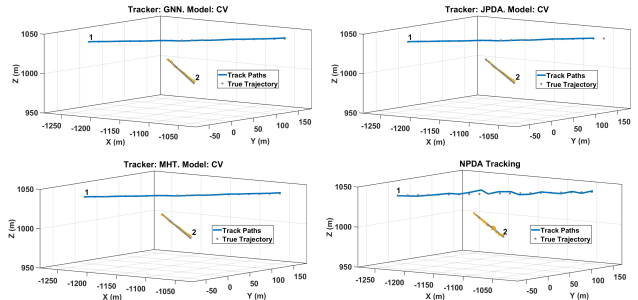 Tracker: GNN. Model: CV
1050
1000
950
Z (m)
1
2
Track Paths
True Trajectory
-1250
-1200
-1150
-1100
-1050
X (m)
-50
0
50
100
150
Y (m)
Tracker: JPDA. Model: CV
1050
1000
950
Z (m)
1
2
Track Paths
True Trajectory
-1250
-1200
-1150
-1100
-1050
X (m)
-50
0
50
100
150
Y (m)
Tracker: MHT. Model: CV
1050
1000
950
Z (m)
1
2
Track Paths
True Trajectory
-1250
-1200
-1150
-1100
-1050
X (m)
-50
0
50
100
150
Y (m)
NPDA Tracking
1050
1000
950
Z (m)
1
2
Track Paths
True Trajectory
-1250
-1200
-1150
-1100
-1050
X (m)
-50
0
50
100
150
Y (m)